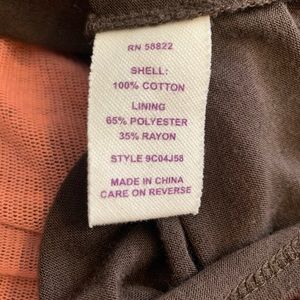 RN 58822
SHELL:
100% COTTON
LINING
65% POLYESTER
35% RAYON
STYLE 9C04J58
MADE IN CHINA
CARE ON REVERSE